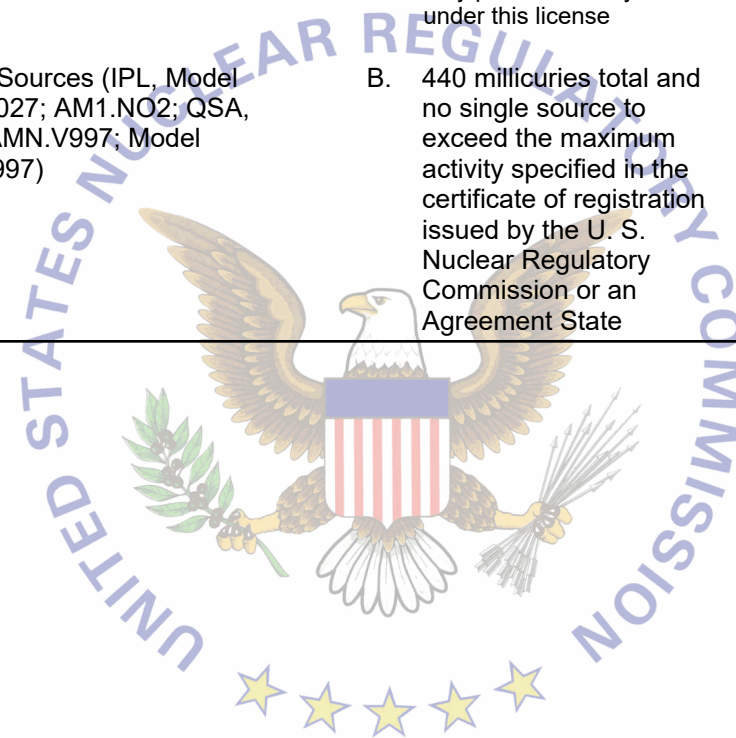 under this license
Sources (IPL, Model
027; AM1.NO2; QSA,
AMN.V997; Model
997)
B. 440 millicuries total and
no single source to
exceed the maximum
activity specified in the
certificate of registration
issued by the U. S.
Nuclear Regulatory
Commission or an
Agreement State
UNITED STATES NUCLEAR REGULATORY COMMISSION